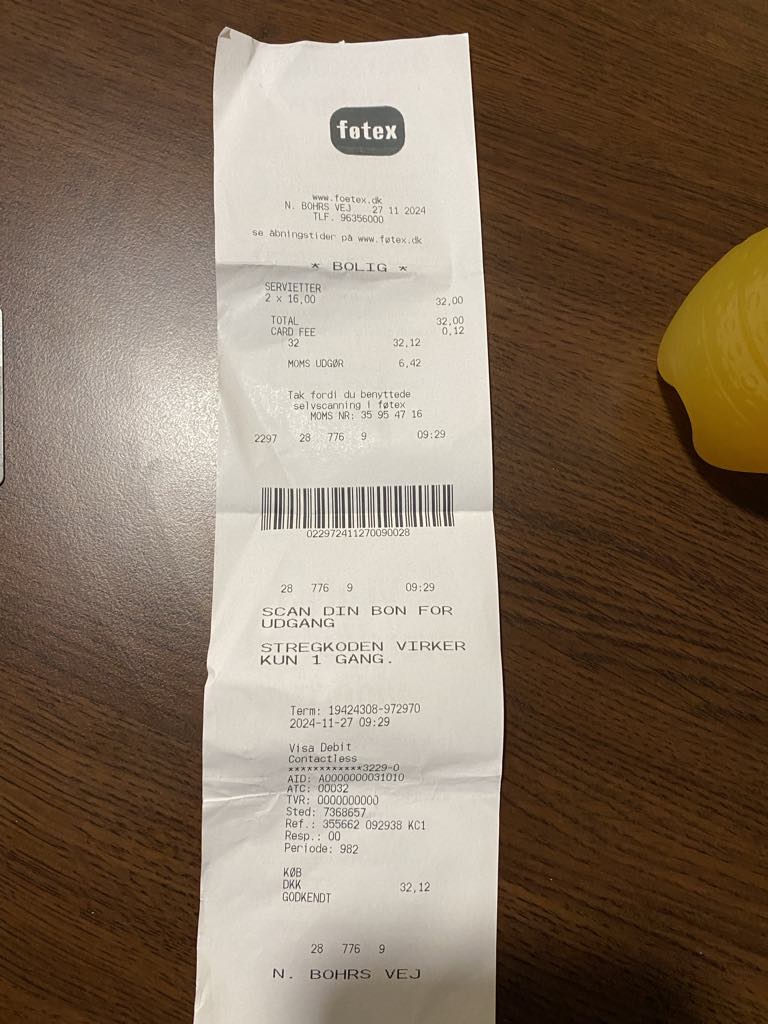 føtex
www.foetex.dk
N. BOHRS VEJ 27 11 2024
TLF. 96356000
se åbningstider på www.føtex.dk
* BOLIG *
SERVIETTER
2 x 16,00 32,00
TOTAL 32,00
CARD FEE 0,12
32 32,12
MOMS UDGØR 6,42
Tak fordi du benyttede
selvscanning i føtex
MOMS NR: 35 95 47 16
2297 28 776 9 09:29
022972411270090028
28 776 9 09:29
SCAN DIN BON FOR
UDGANG
STREGKODEN VIRKER
KUN 1 GANG.
Term: 19424308-972970
2024-11-27 09:29
Visa Debit
Contactless
************3229-0
AID: A0000000031010
ATC: 00032
TVR: 0000000000
Sted: 7368657
Ref.: 355662 092938 KC1
Resp.: 00
Periode: 982
KØB
DKK 32,12
GODKENDT
28 776 9
N. BOHRS VEJ